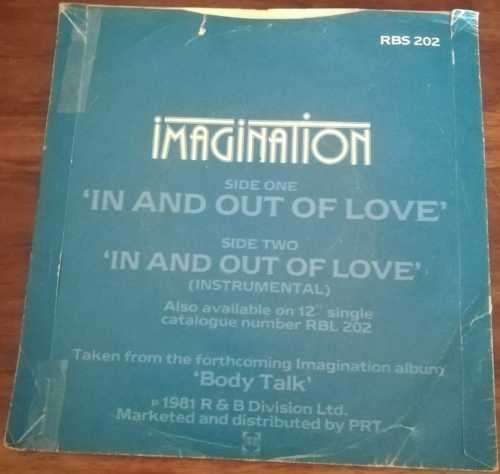 RBS 202
iMAGiNATiON
SIDE ONE
'IN AND OUT OF LOVE'
SIDE TWO
'IN AND OUT OF LOVE'
(INSTRUMENTAL)
Also available on 12" single
catalogue number RBL 202
Taken from the forthcoming Imagination album
'Body Talk'
℗ 1981 R & B Division Ltd.
Marketed and distributed by PRT